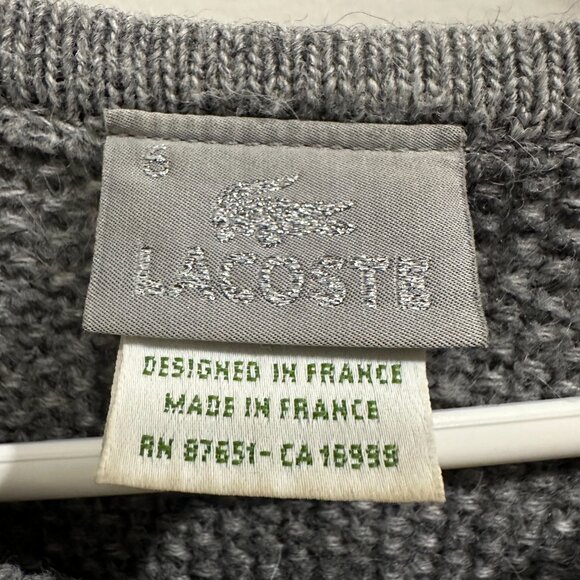 6
LACOSTE
DESIGNED IN FRANCE
MADE IN FRANCE
RN 87651-CA 16998